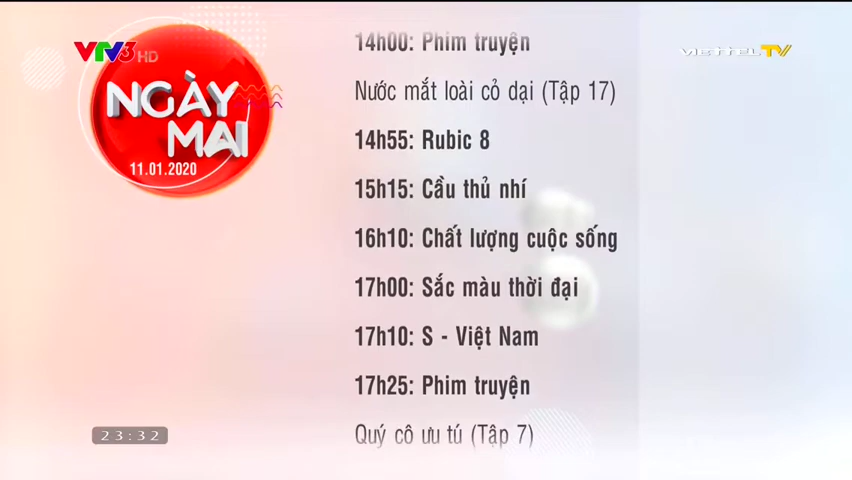 VTV3 HD
VIETTEL TV
NGÀY
MAI
11.01.2020
14h00: Phim truyện
Nước mắt loài cỏ dại (Tập 17)
14h55: Rubic 8
15h15: Cầu thủ nhí
16h10: Chất lượng cuộc sống
17h00: Sắc màu thời đại
17h10: S - Việt Nam
17h25: Phim truyện
Quý cô ưu tú (Tập 7)
23:32